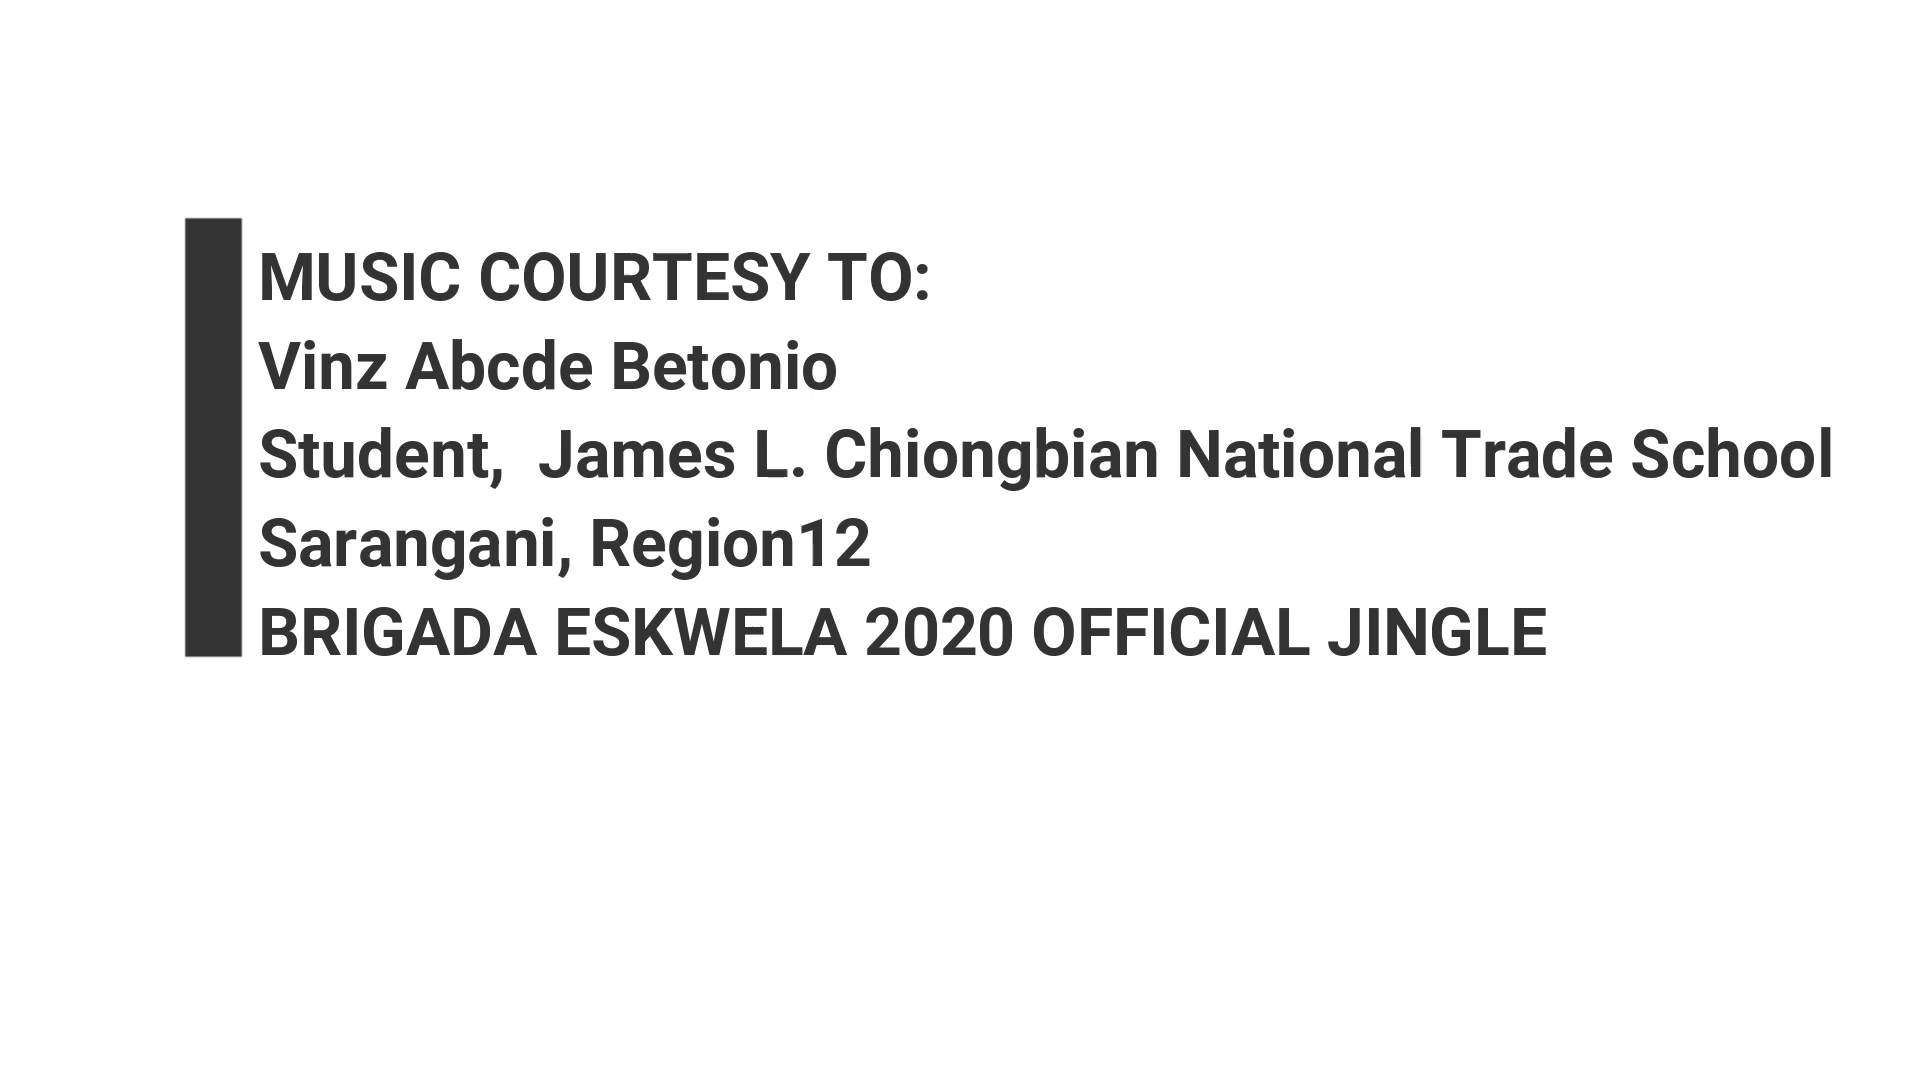 MUSIC COURTESY TO:
Vinz Abcde Betonio
Student,  James L. Chiongbian National Trade School
Sarangani, Region12
BRIGADA ESKWELA 2020 OFFICIAL JINGLE